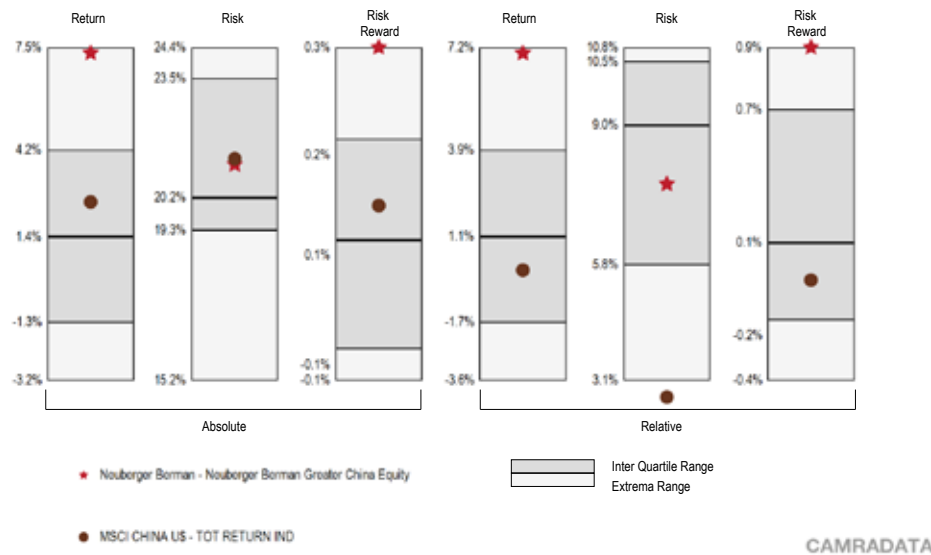 Return
Risk
Risk
Reward
Return
Risk
Risk
Reward
7.5%
4.2%
1.4%
-1.3%
-3.2%
24.4%
23.5%
20.2%
19.3%
15.2%
0.3%
0.2%
0.1%
-0.1%
-0.1%
7.2%
3.9%
1.1%
-1.7%
-3.6%
10.8%
10.5%
9.0%
5.8%
3.1%
0.9%
0.7%
0.1%
-0.2%
-0.4%
Absolute
Relative
Neuberger Berman - Neuberger Berman Greater China Equity
Inter Quartile Range
Extrema Range
MSCI CHINA U$ - TOT RETURN IND
CAMRADATA